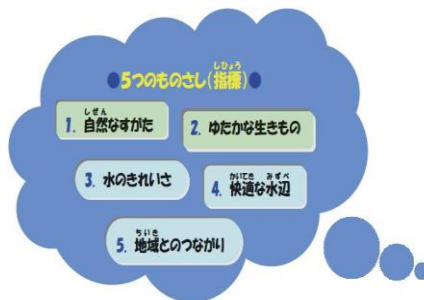 ●5つのものさし(指標)●
しひょう
1. 自然なすがた
しぜん
2. ゆたかな生きもの
3. 水のきれいさ
4. 快適な水辺
かいてき みずべ
5. 地域とのつながり
ちいき